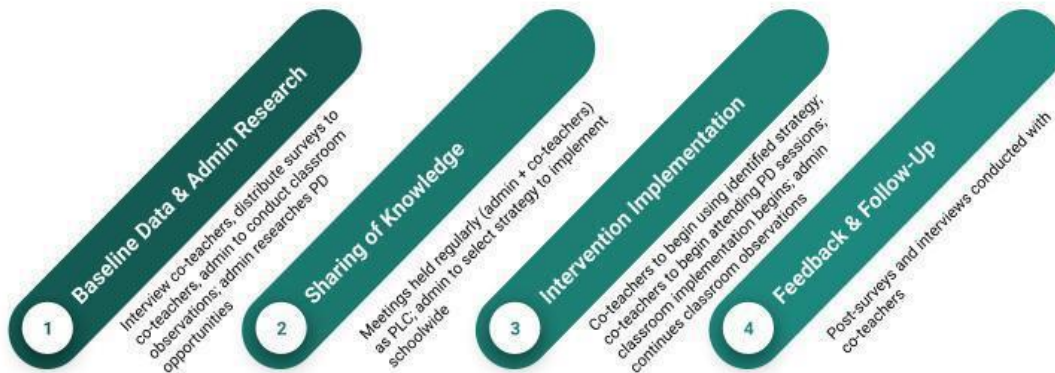 1
Baseline Data & Admin Research
Interview co-teachers, distribute surveys to
co-teachers, admin to conduct classroom
observations; admin researches PD
opportunities
2
Sharing of Knowledge
Meetings held regularly (admin + co-teachers)
as PLC; admin to select strategy to implement
schoolwide
3
Intervention Implementation
Co-teachers to begin using identified strategy;
co-teachers to begin attending PD sessions;
classroom implementation begins; admin
continues classroom observations
4
Feedback & Follow-Up
Post-surveys and interviews conducted with
co-teachers